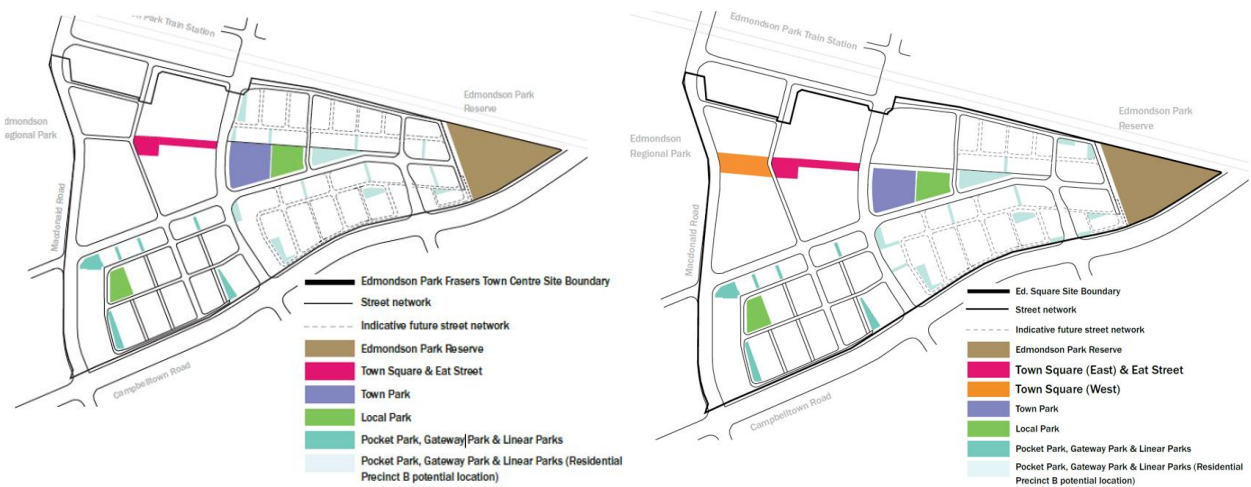 Park Train Station
Edmondson Park
Reserve
dmondson
egional Park
Macdonald Road
Campbelltown Road
Edmondson Park Frasers Town Centre Site Boundary
Street network
Indicative future street network
Edmondson Park Reserve
Town Square & Eat Street
Town Park
Local Park
Pocket Park, Gateway Park & Linear Parks
Pocket Park, Gateway Park & Linear Parks (Residential
Precinct B potential location)
Edmondson Park Train Station
Edmondson Park
Reserve
Edmondson
Regional Park
Macdonald Road
Campbelltown Road
Ed. Square Site Boundary
Street network
Indicative future street network
Edmondson Park Reserve
Town Square (East) & Eat Street
Town Square (West)
Town Park
Local Park
Pocket Park, Gateway Park & Linear Parks
Pocket Park, Gateway Park & Linear Parks (Residential
Precinct B potential location)